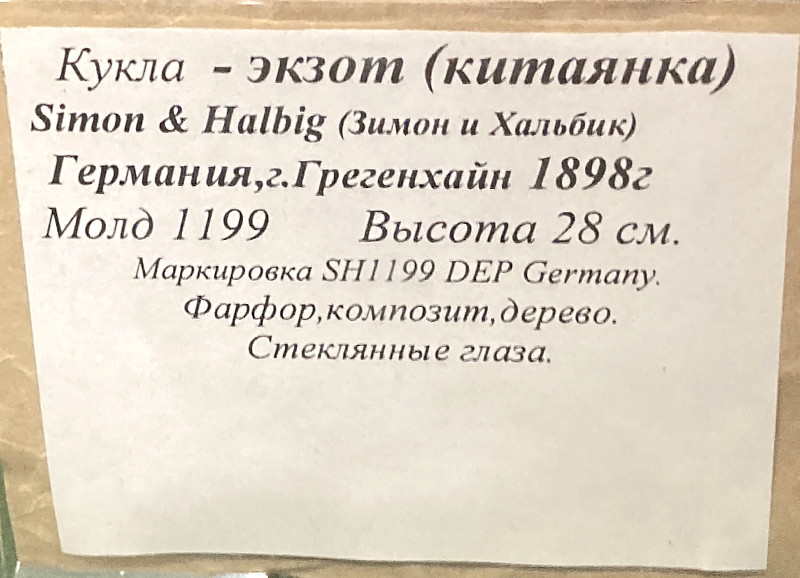 Кукла - экзот (китаянка)
Simon & Halbig (Зимон и Хальбик)
Германия,г.Грегенхайн 1898г
Молд 1199 Высота 28 см.
Маркировка SH1199 DEP Germany.
Фарфор,композит,дерево.
Стеклянные глаза.